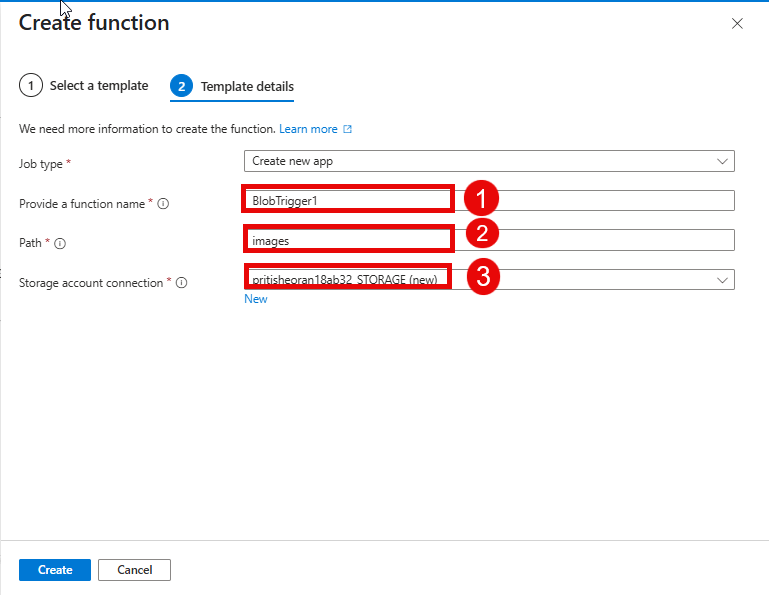 Create function
1 Select a template 2 Template details
We need more information to create the function. Learn more
Job type * Create new app
Provide a function name * BlobTrigger1 1
Path * images 2
Storage account connection * pritisheoran18ab32_STORAGE (new) 3
New
Create Cancel